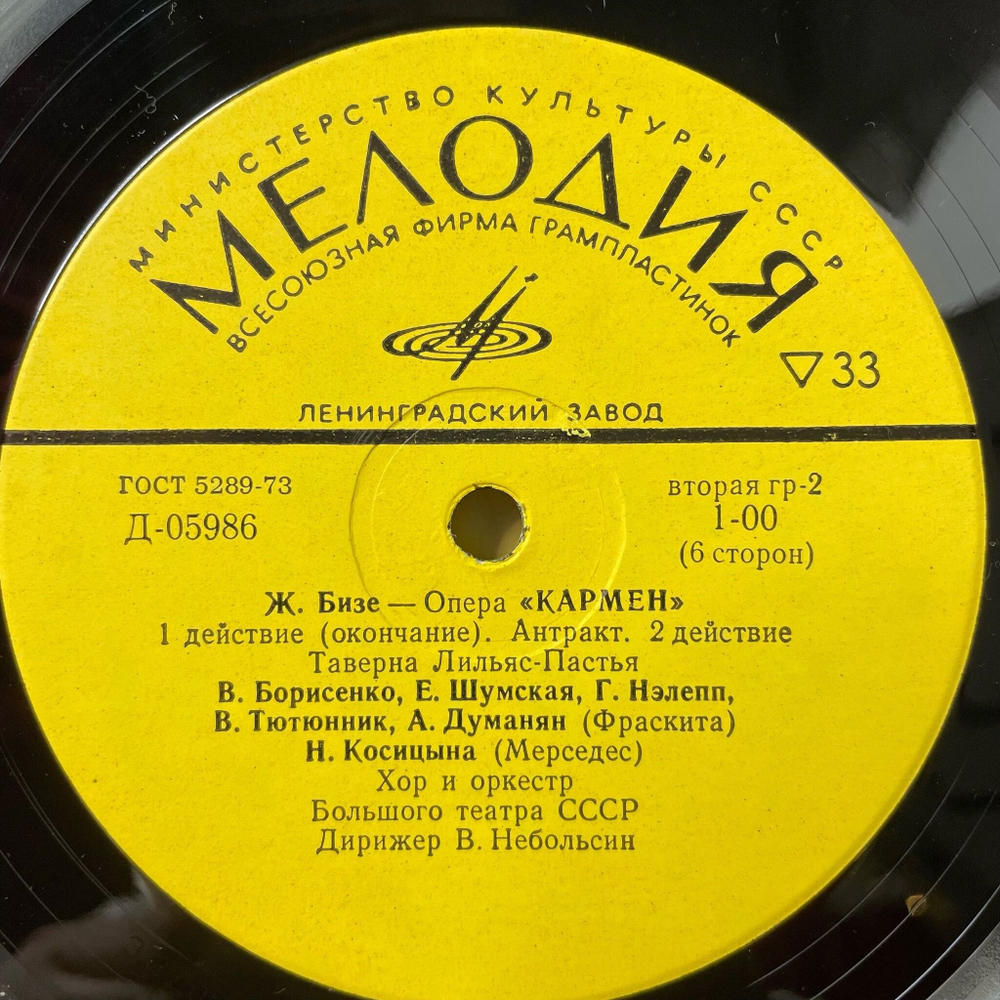 МИНИСТЕРСТВО КУЛЬТУРЫ СССР
МЕЛОДИЯ
ВСЕСОЮЗНАЯ ФИРМА ГРАМПЛАСТИНОК
▽33
ЛЕНИНГРАДСКИЙ ЗАВОД
ГОСТ 5289-73
вторая гр-2
Д-05986
1-00
(6 сторон)
Ж. Бизе — Опера «КАРМЕН»
1 действие (окончание). Антракт. 2 действие
Таверна Лильяс-Пастья
В. Борисенко, Е. Шумская, Г. Нэлепп,
В. Тютюнник, А. Думанян (Фраскита)
Н. Косицына (Мерседес)
Хор и оркестр
Большого театра СССР
Дирижер В. Небольсин